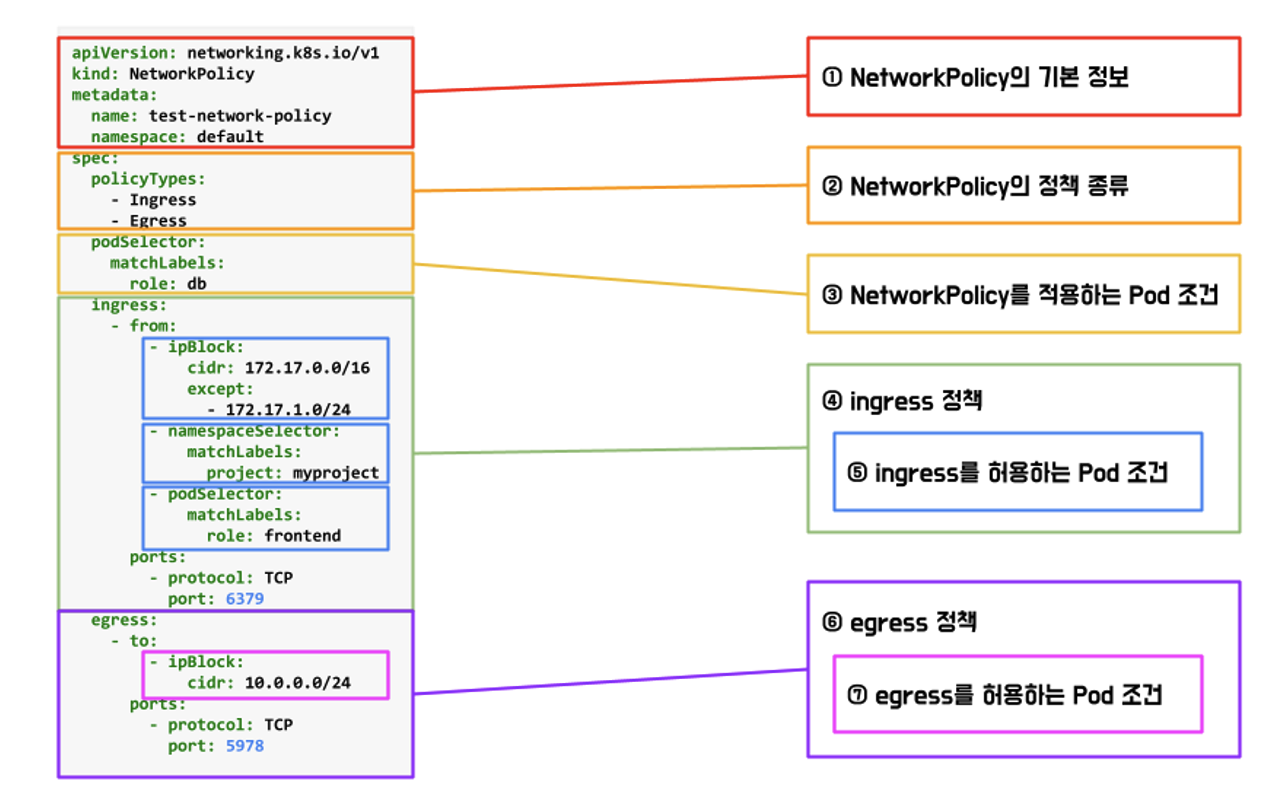 apiVersion: networking.k8s.io/v1
kind: NetworkPolicy
metadata:
  name: test-network-policy
  namespace: default
spec:
  policyTypes:
    - Ingress
    - Egress
  podSelector:
    matchLabels:
      role: db
  ingress:
    - from:
        - ipBlock:
            cidr: 172.17.0.0/16
            except:
              - 172.17.1.0/24
        - namespaceSelector:
            matchLabels:
              project: myproject
        - podSelector:
            matchLabels:
              role: frontend
      ports:
        - protocol: TCP
          port: 6379
  egress:
    - to:
        - ipBlock:
            cidr: 10.0.0.0/24
      ports:
        - protocol: TCP
          port: 5978
① NetworkPolicy의 기본 정보
② NetworkPolicy의 정책 종류
③ NetworkPolicy를 적용하는 Pod 조건
④ ingress 정책
⑤ ingress를 허용하는 Pod 조건
⑥ egress 정책
⑦ egress를 허용하는 Pod 조건